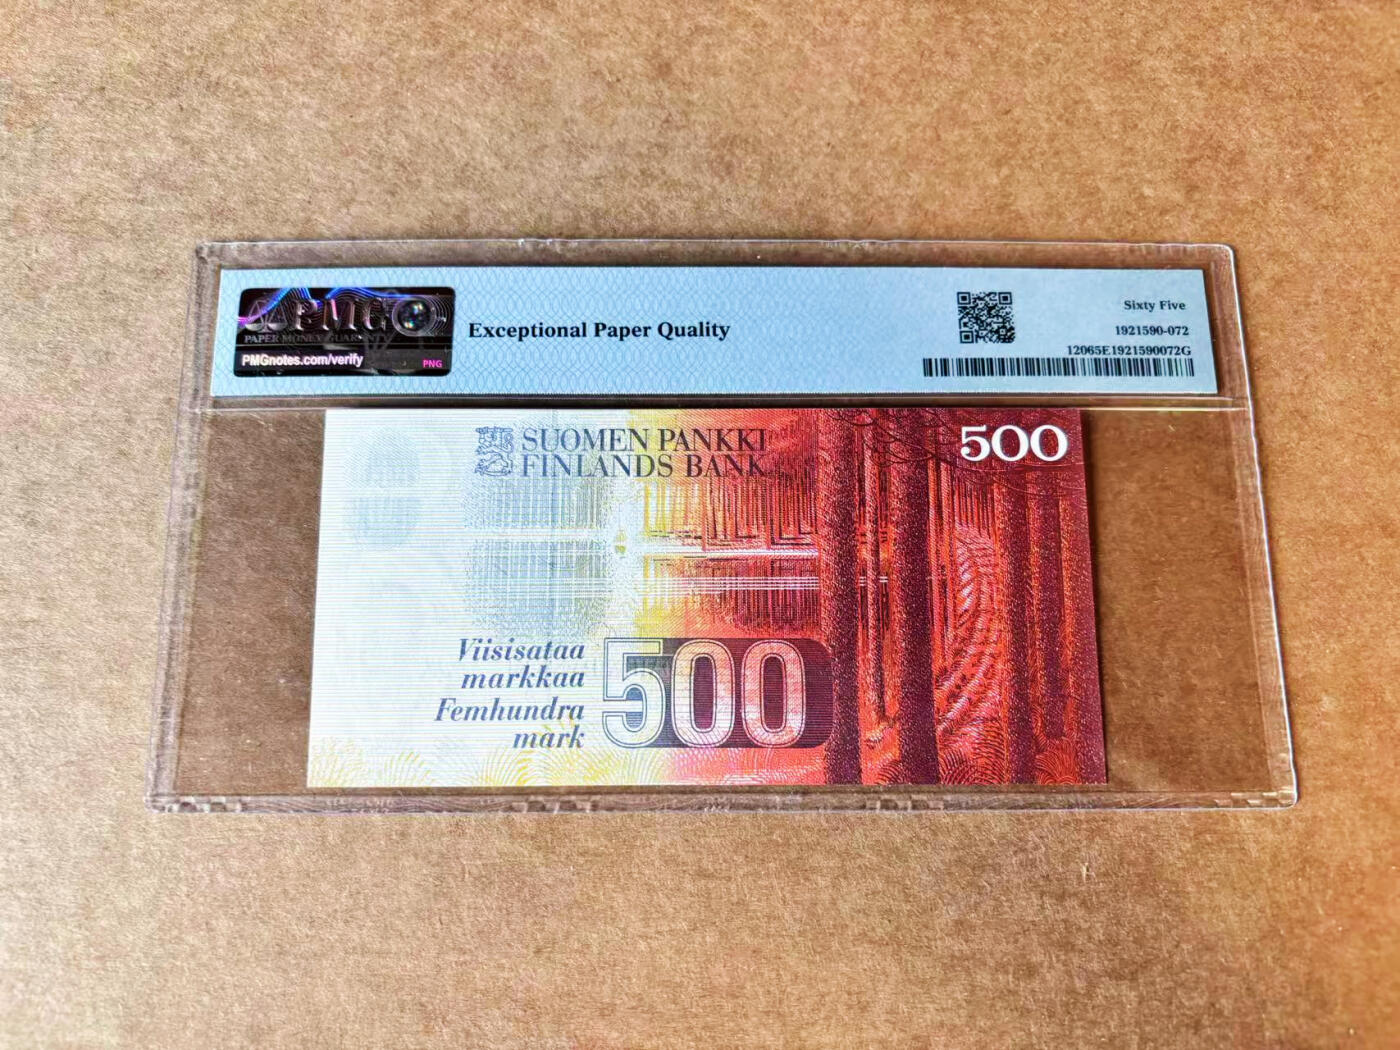 PMG
PAPER MONEY GUARANTY
PMGnotes.com/verify
PNG
Exceptional Paper Quality
Sixty Five
1921590-072
12065E1921590072G
SUOMEN PANKKI
FINLANDS BANK
500
Viisisataa
markkaa
Femhundra
mark
500